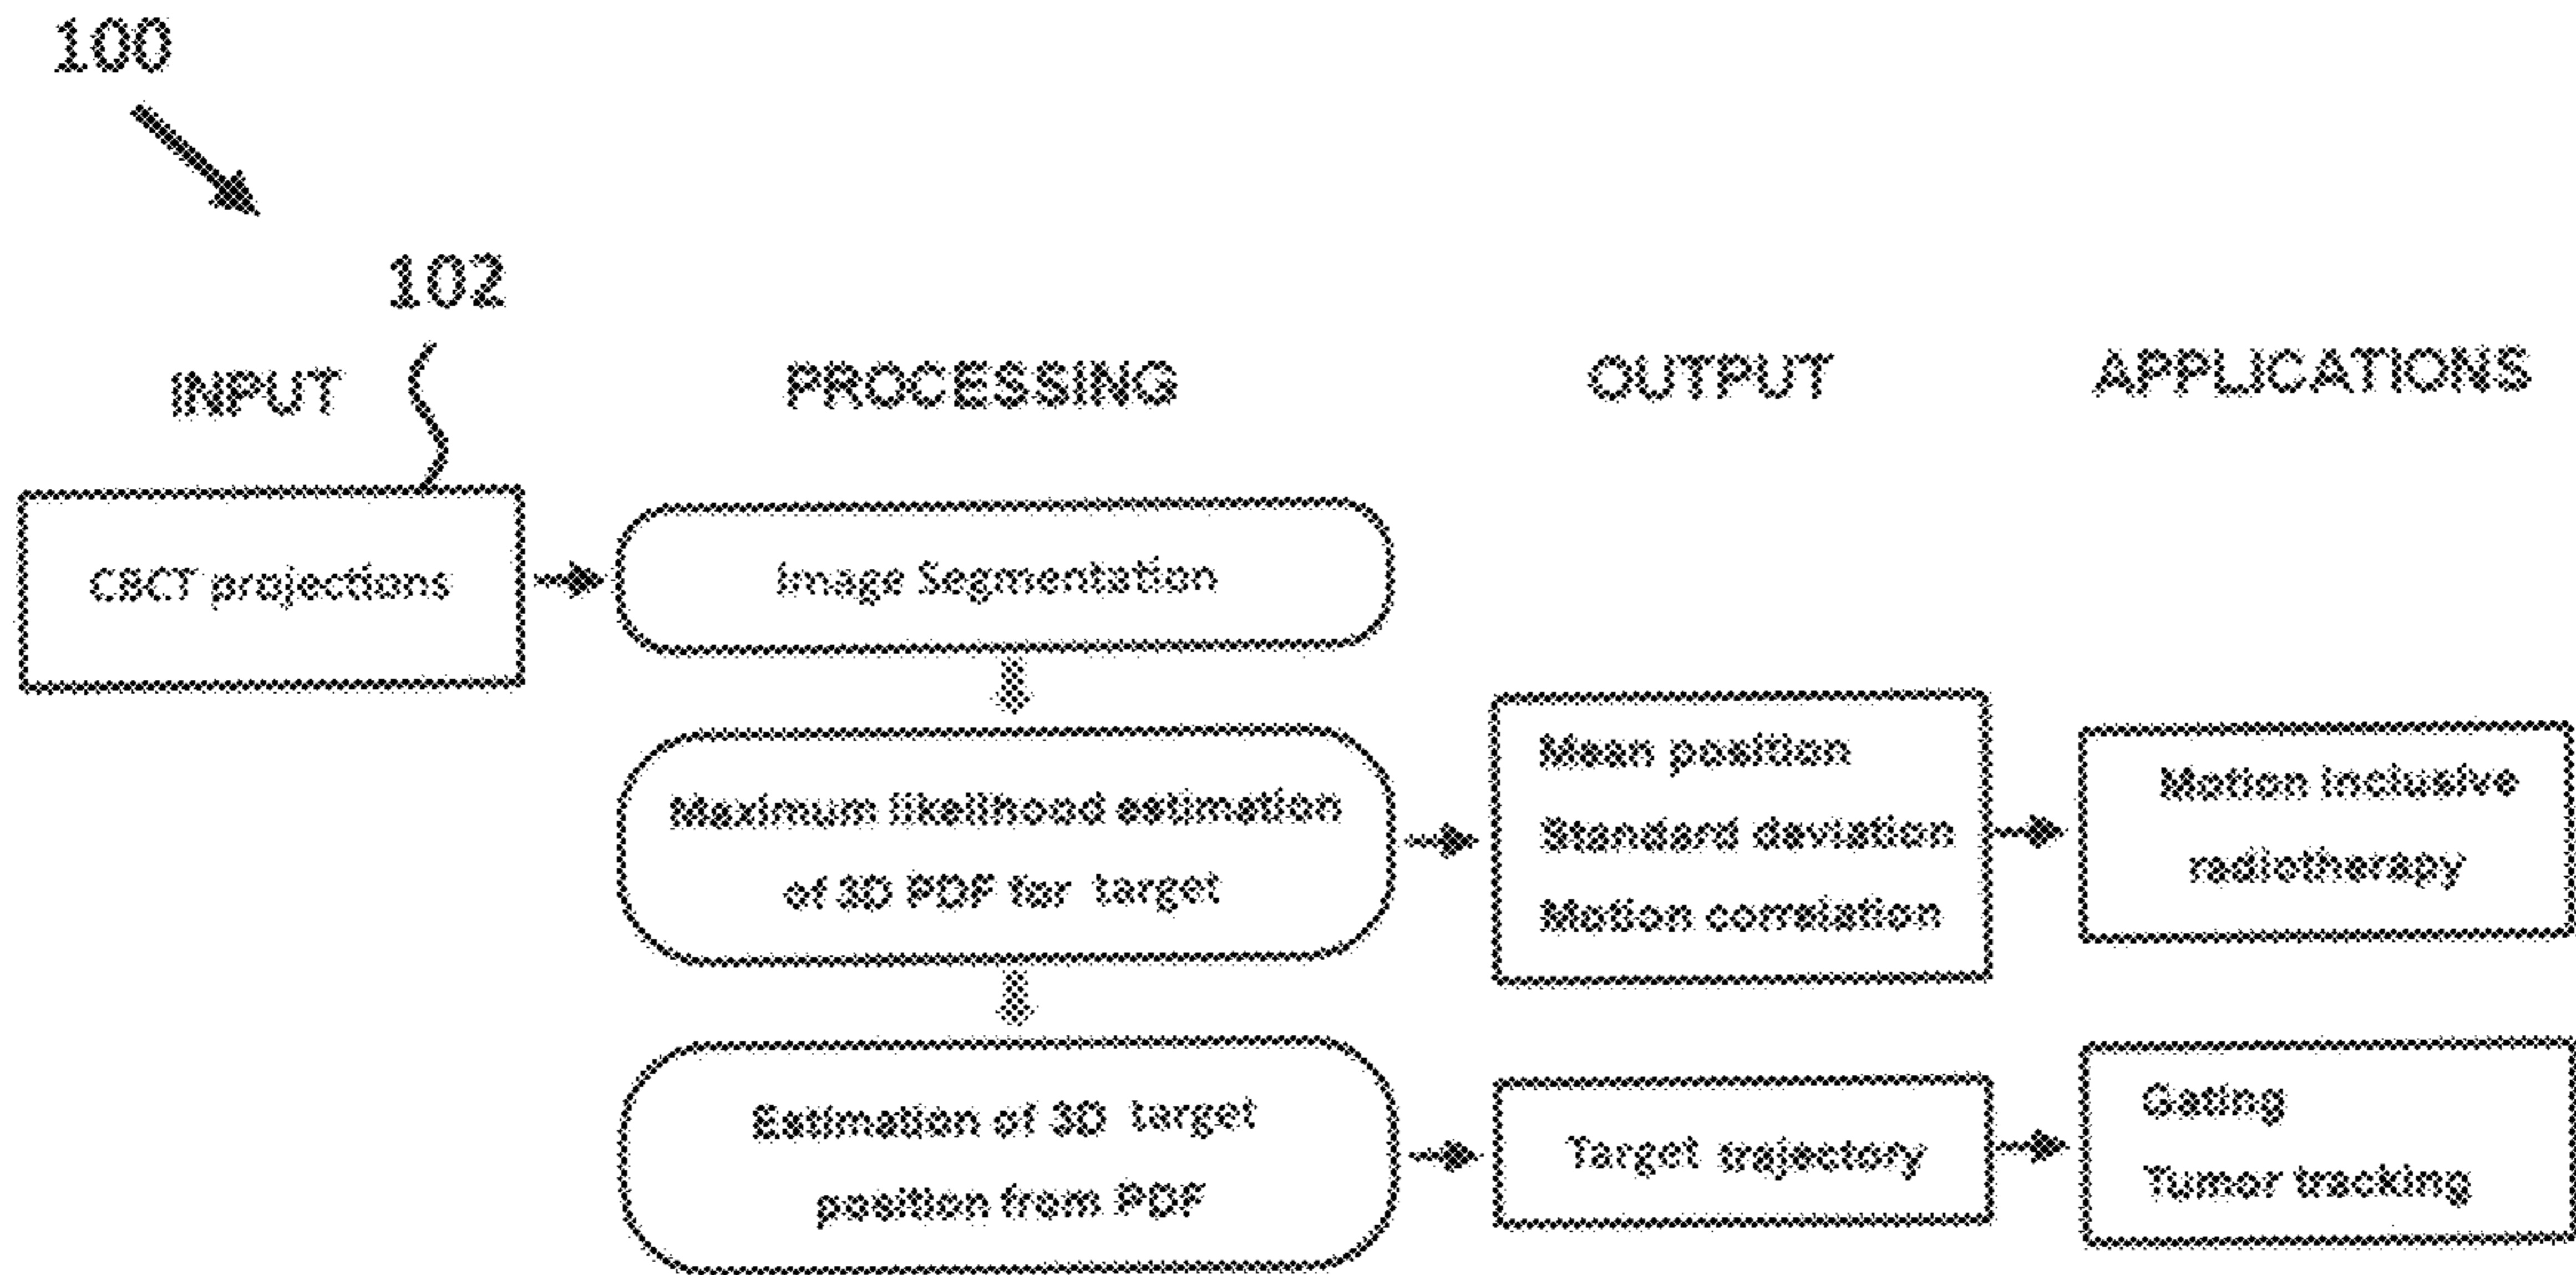 100
102
INPUT
PROCESSING
OUTPUT
APPLICATIONS
CBCT projections
Image Segmentation
Maximum likelihood estimation
of 3D PDF for target
Mean position
Standard deviation
Motion correlation
Motion inclusive
radiotherapy
Estimation of 3D target
position from PDF
Target trajectory
Gating
Tumor tracking